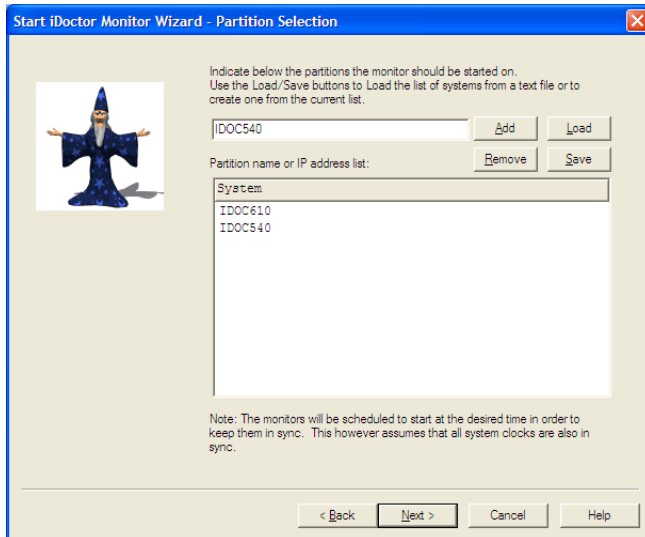 Start iDoctor Monitor Wizard - Partition Selection
Indicate below the partitions the monitor should be started on.
Use the Load/Save buttons to Load the list of systems from a text file or to
create one from the current list.
IDOC540
Add
Load
Partition name or IP address list:
Remove
Save
System
IDOC610
IDOC540
Note: The monitors will be scheduled to start at the desired time in order to
keep them in sync. This however assumes that all system clocks are also in
sync.
< Back
Next >
Cancel
Help